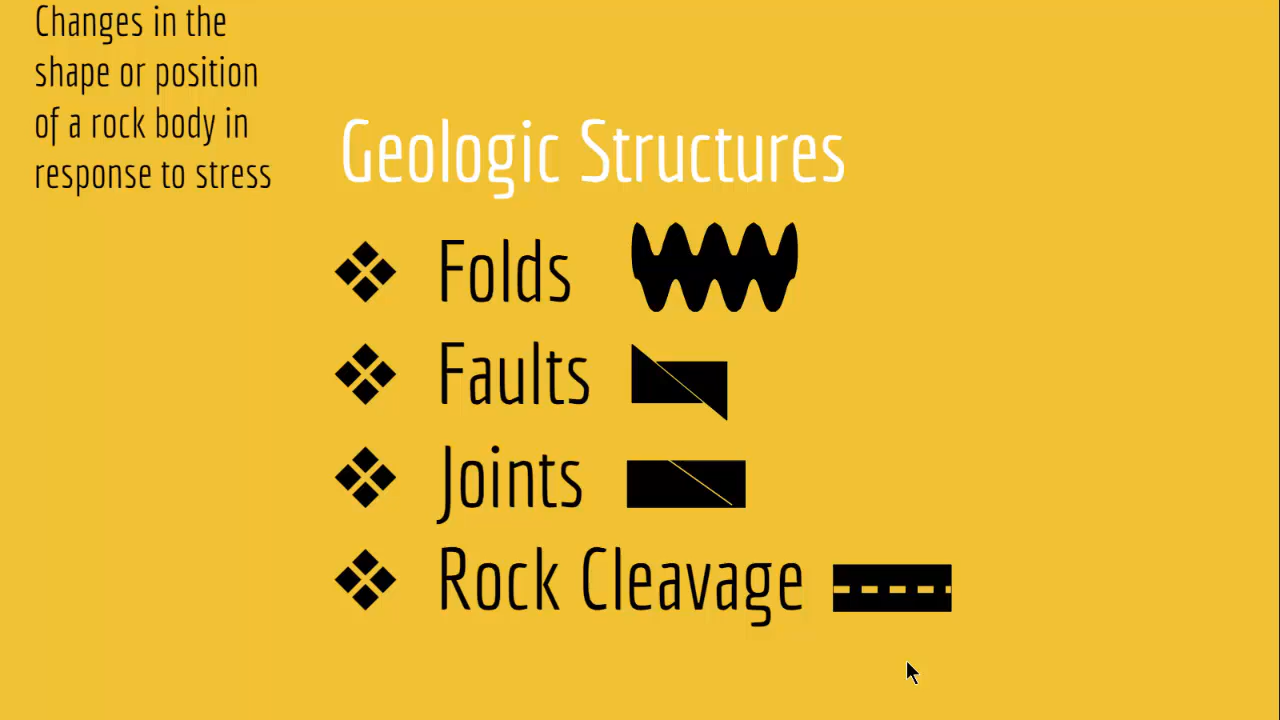 Changes in the
shape or position
of a rock body in
response to stress
Geologic Structures
Folds
Faults
Joints
Rock Cleavage